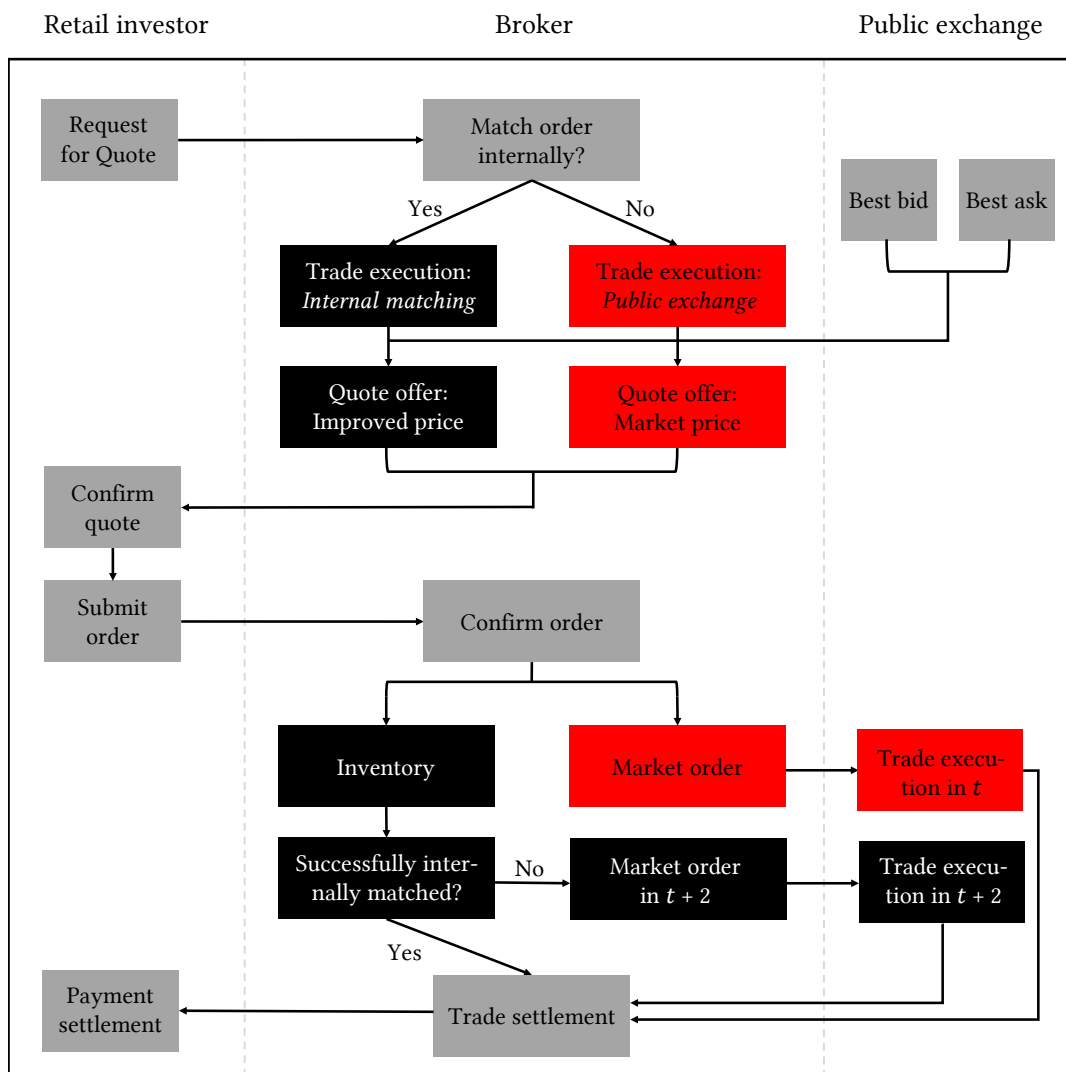 Retail investor
Broker
Public exchange
Request
for Quote
Match order
internally?
Best bid
Best ask
Yes
No
Trade execution:
Internal matching
Trade execution:
Public exchange
Quote offer:
Improved price
Quote offer:
Market price
Confirm
quote
Submit
order
Confirm order
Inventory
Market order
Trade execu-
tion in t
Successfully inter-
nally matched?
No
Market order
in t + 2
Trade execu-
tion in t + 2
Yes
Payment
settlement
Trade settlement